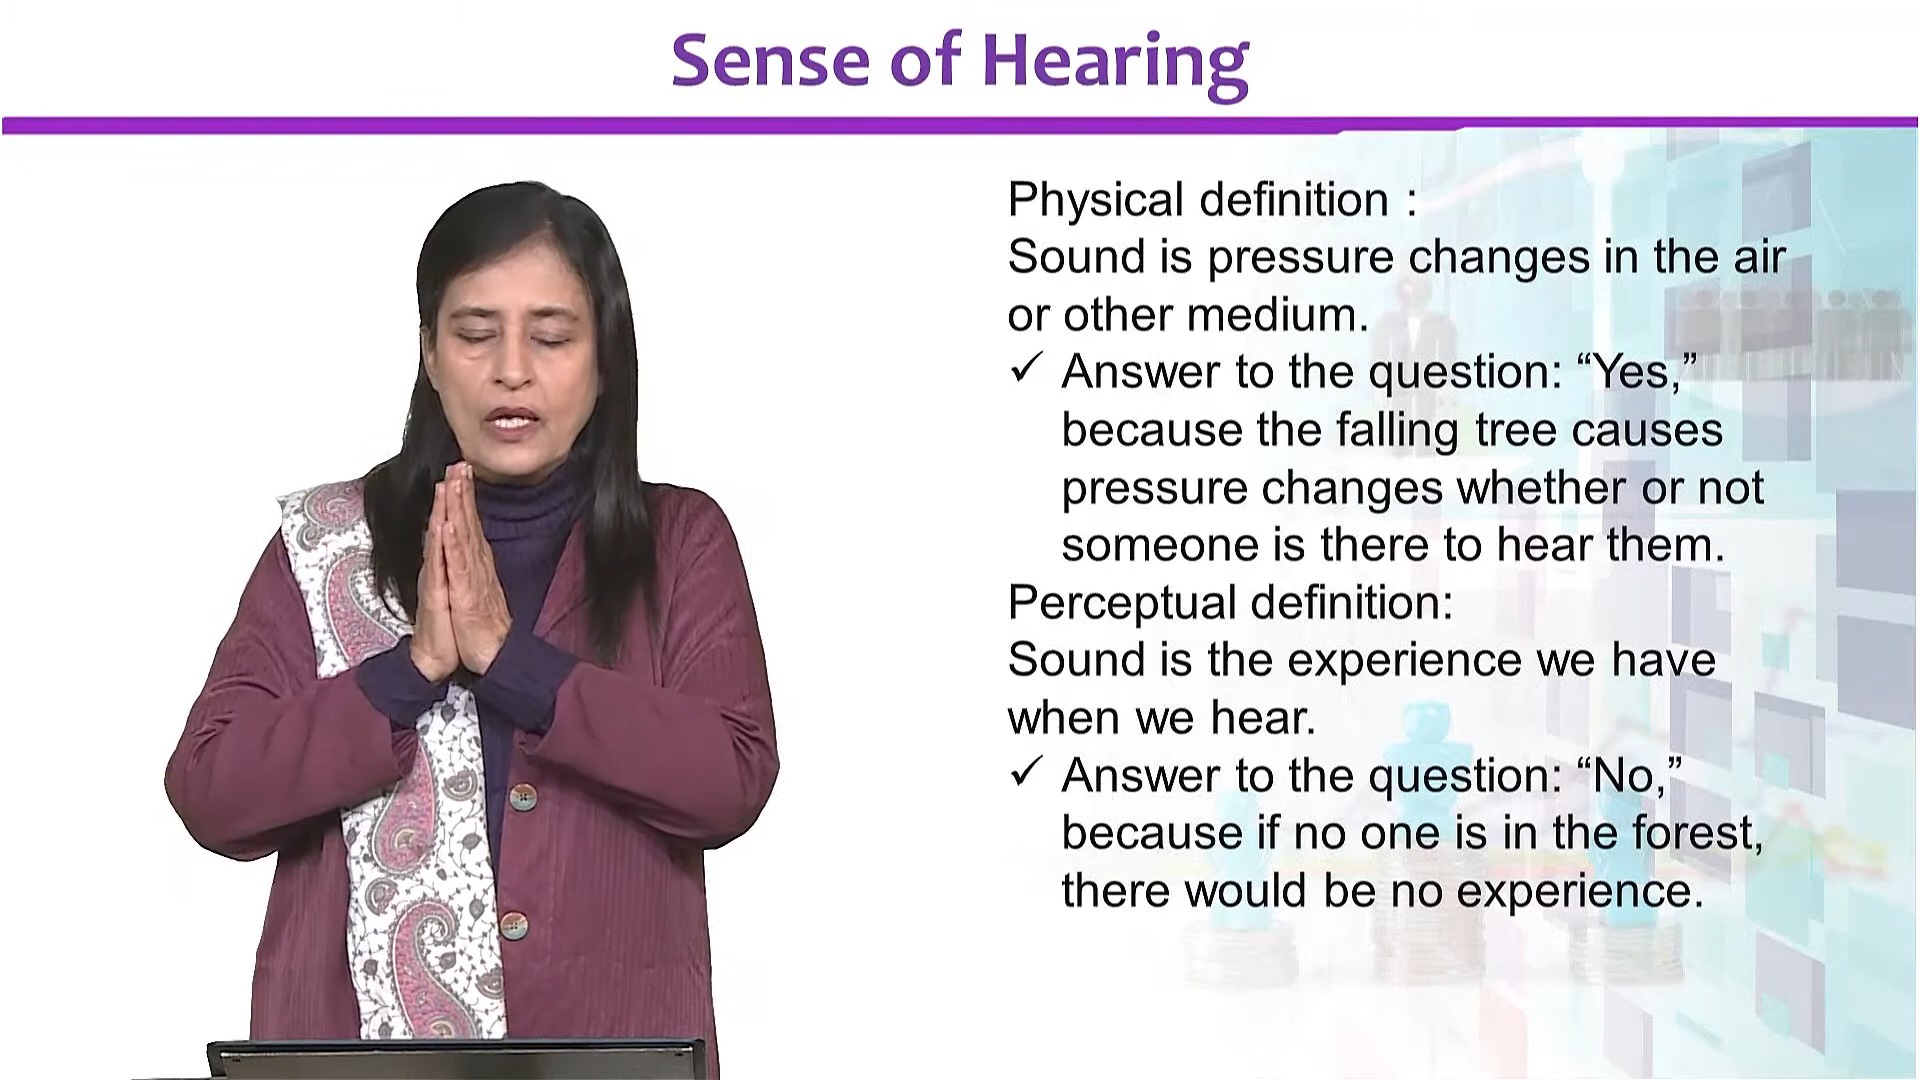 Sense of Hearing
Physical definition :
Sound is pressure changes in the air
or other medium.
✓ Answer to the question: “Yes,”
because the falling tree causes
pressure changes whether or not
someone is there to hear them.
Perceptual definition:
Sound is the experience we have
when we hear.
✓ Answer to the question: “No,”
because if no one is in the forest,
there would be no experience.